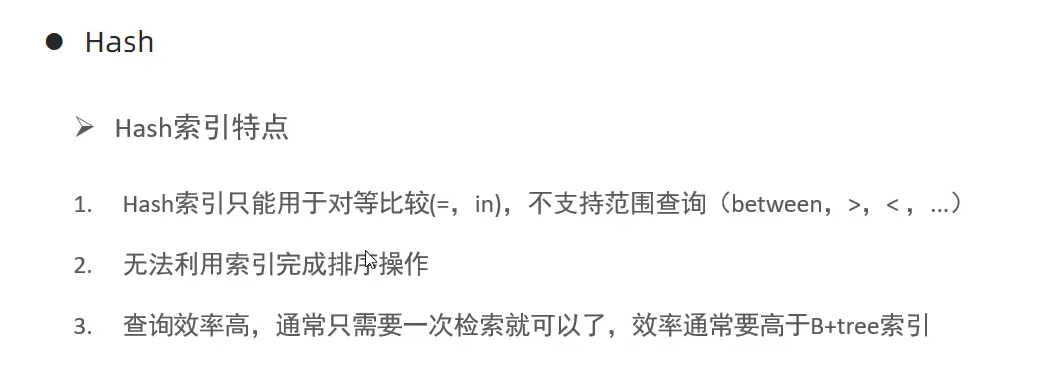 ● Hash
➢ Hash索引特点
1. Hash索引只能用于对等比较(=，in)，不支持范围查询（between，>，<，...）
2. 无法利用索引完成排序操作
3. 查询效率高，通常只需要一次检索就可以了，效率通常要高于B+tree索引